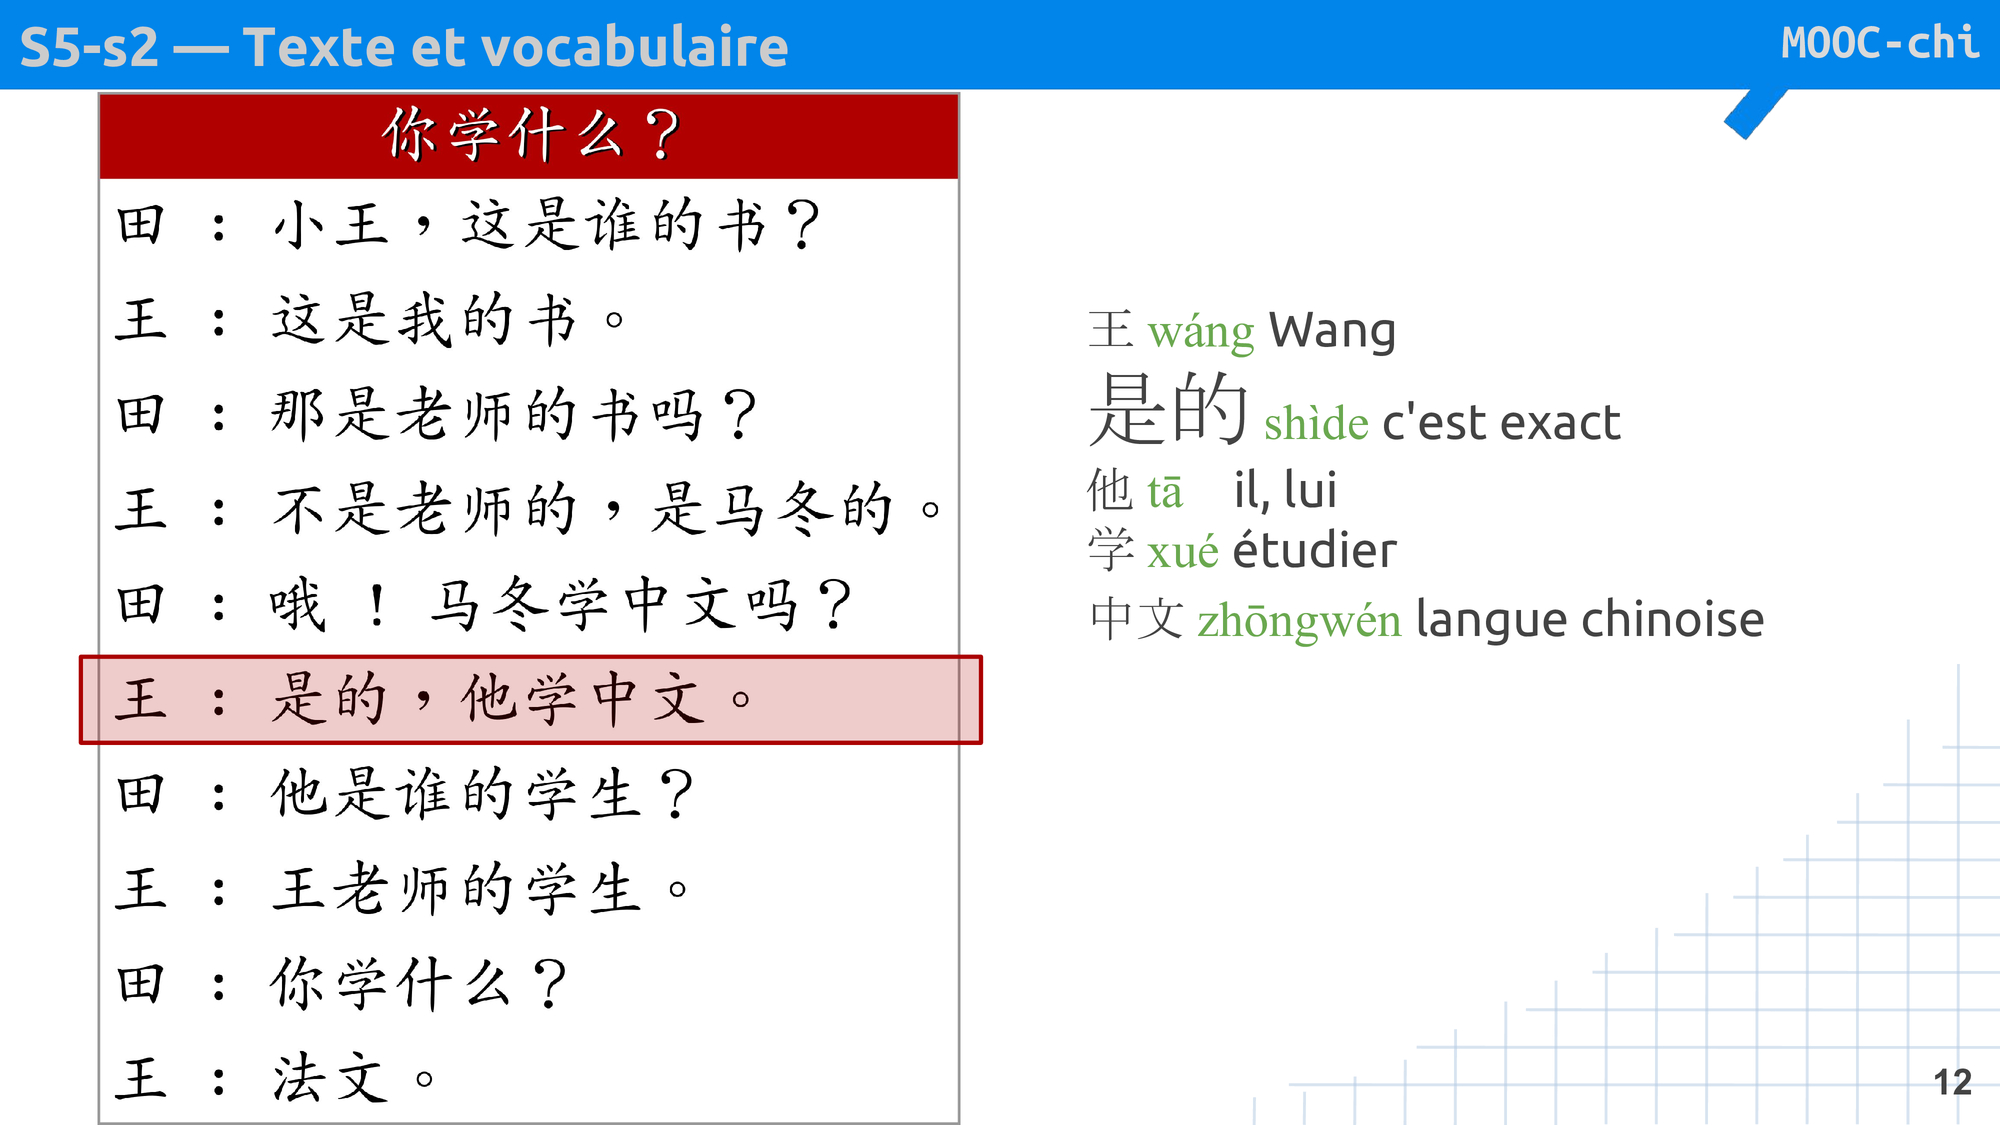 S5-s2 — Texte et vocabulaire
MOOC-chi
你学什么？
田 : 小王，这是谁的书？
王 : 这是我的书。
田 : 那是老师的书吗？
王 : 不是老师的，是马冬的。
田 : 哦 ! 马冬学中文吗？
王 : 是的，他学中文。
田 : 他是谁的学生？
王 : 王老师的学生。
田 : 你学什么？
王 : 法文。
王 wáng Wang
是的 shìde c'est exact
他 tā il, lui
学 xué étudier
中文 zhōngwén langue chinoise
12